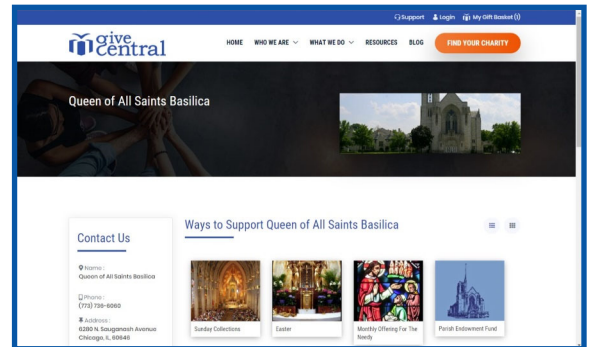 Support Login My Gift Basket (1)
give
central
HOME WHO WE ARE WHAT WE DO RESOURCES BLOG FIND YOUR CHARITY
Queen of All Saints Basilica
Ways to Support Queen of All Saints Basilica
Contact Us
Name :
Queen of All Saints Basilica
Phone :
(773) 736-6060
Address :
6280 N. Sauganash Avenue
Chicago, IL, 60646
Sunday Collections
Easter
Monthly Offering For The
Needy
Parish Endowment Fund